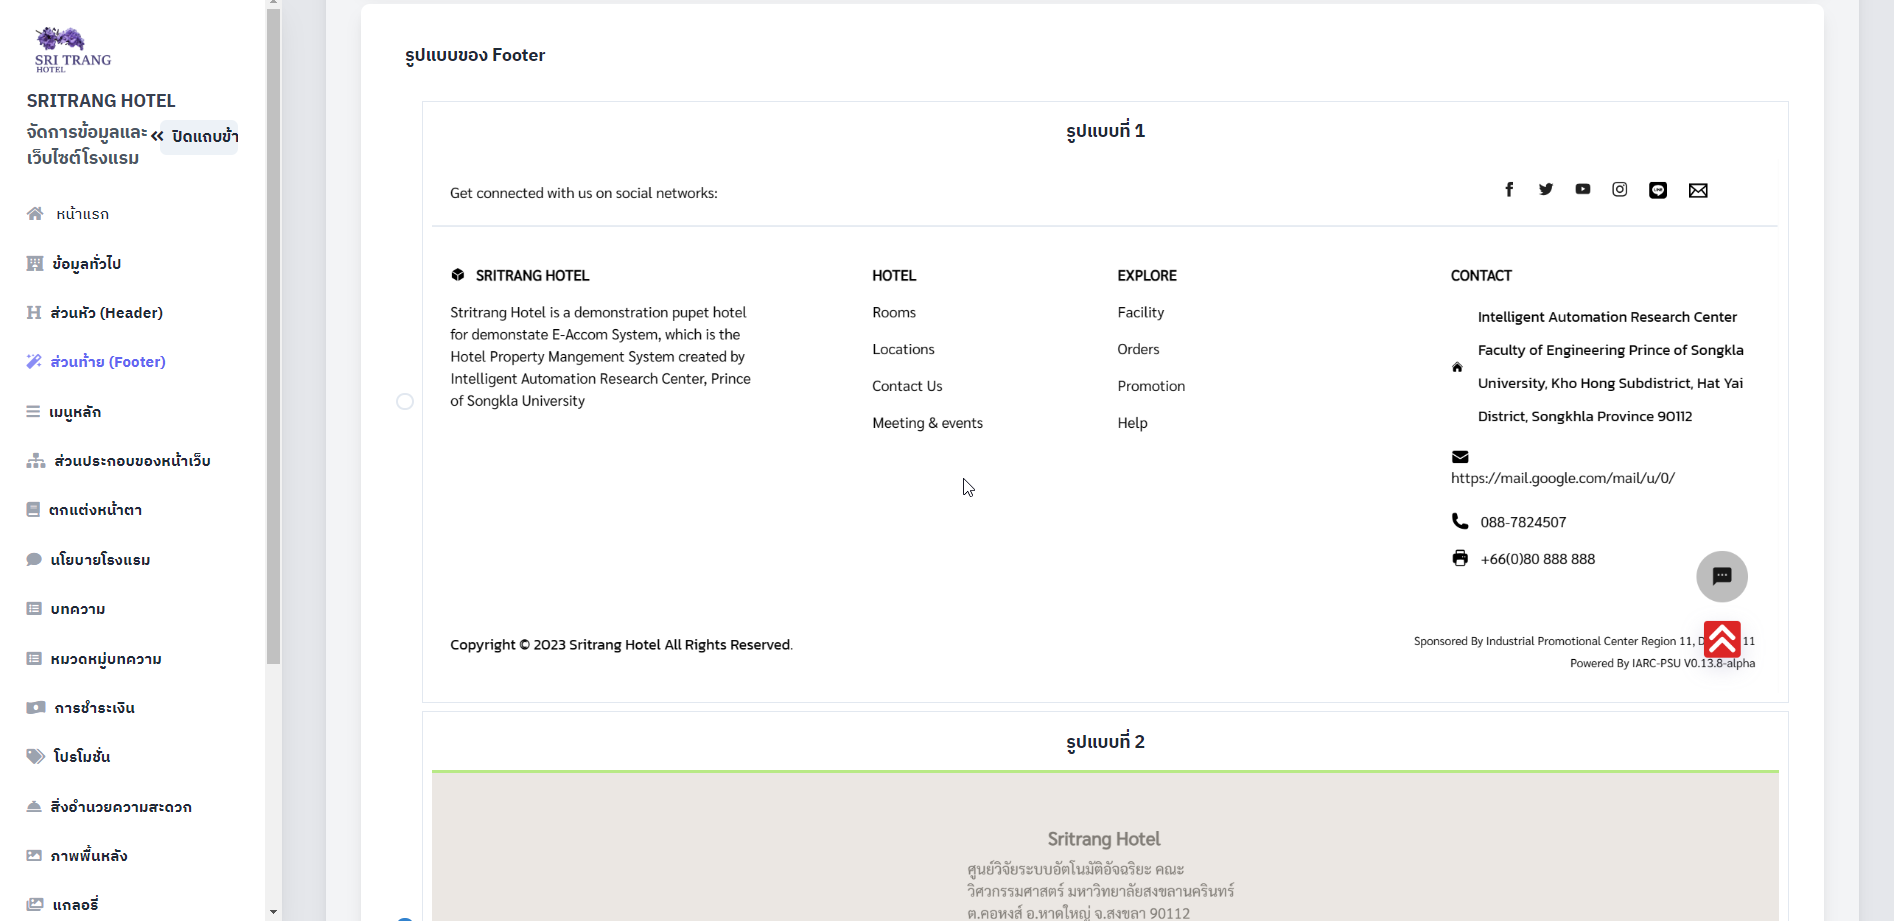 SRI TRANG
HOTEL
SRITRANG HOTEL
จัดการข้อมูลและ
เว็บไซต์โรงแรม
ปิดแถบข้า
หน้าแรก
ข้อมูลทั่วไป
ส่วนหัว (Header)
ส่วนท้าย (Footer)
เมนูหลัก
ส่วนประกอบของหน้าเว็บ
ตกแต่งหน้าตา
นโยบายโรงแรม
บทความ
หมวดหมู่บทความ
การชำระเงิน
โปรโมชั่น
สิ่งอำนวยความสะดวก
ภาพพื้นหลัง
แกลอรี่
รูปแบบของ Footer
รูปแบบที่ 1
Get connected with us on social networks:
SRITRANG HOTEL
Stritrang Hotel is a demonstration pupet hotel
for demonstate E-Accom System, which is the
Hotel Property Mangement System created by
Intelligent Automation Research Center, Prince
of Songkla University
HOTEL
Rooms
Locations
Contact Us
Meeting & events
EXPLORE
Facility
Orders
Promotion
Help
CONTACT
Intelligent Automation Research Center
Faculty of Engineering Prince of Songkla
University, Kho Hong Subdistrict, Hat Yai
District, Songkhla Province 90112
https://mail.google.com/mail/u/0/
088-7824507
+66(0)80 888 888
Copyright © 2023 Sritrang Hotel All Rights Reserved.
Sponsored By Industrial Promotional Center Region 11, 11
Powered By IARC-PSU V0.13.8-alpha
รูปแบบที่ 2
Sritrang Hotel
ศูนย์วิจัยระบบอัตโนมัติอัจฉริยะ คณะ
วิศวกรรมศาสตร์ มหาวิทยาลัยสงขลานครินทร์
ต.คอหงส์ อ.หาดใหญ่ จ.สงขลา 90112